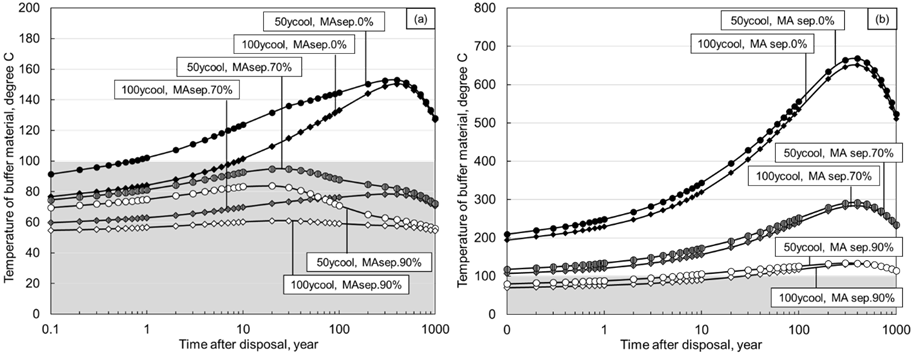 (a)
Temperature of buffer material, degree C
200
180
160
140
120
100
80
60
40
20
0
50ycool, MAsep.0%
100ycool, MAsep.0%
50ycool, MAsep.70%
100ycool, MAsep.70%
50ycool, MAsep.90%
100ycool, MAsep.90%
0.1 1 10 100 1000
Time after disposal, year
(b)
Temperature of buffer material, degree C
800
700
600
500
400
300
200
100
0
50ycool, MA sep.0%
100ycool, MA sep.0%
50ycool, MA sep.70%
100ycool, MA sep.70%
50ycool, MA sep.90%
100ycool, MA sep.90%
0 1 10 100 1000
Time after disposal, year